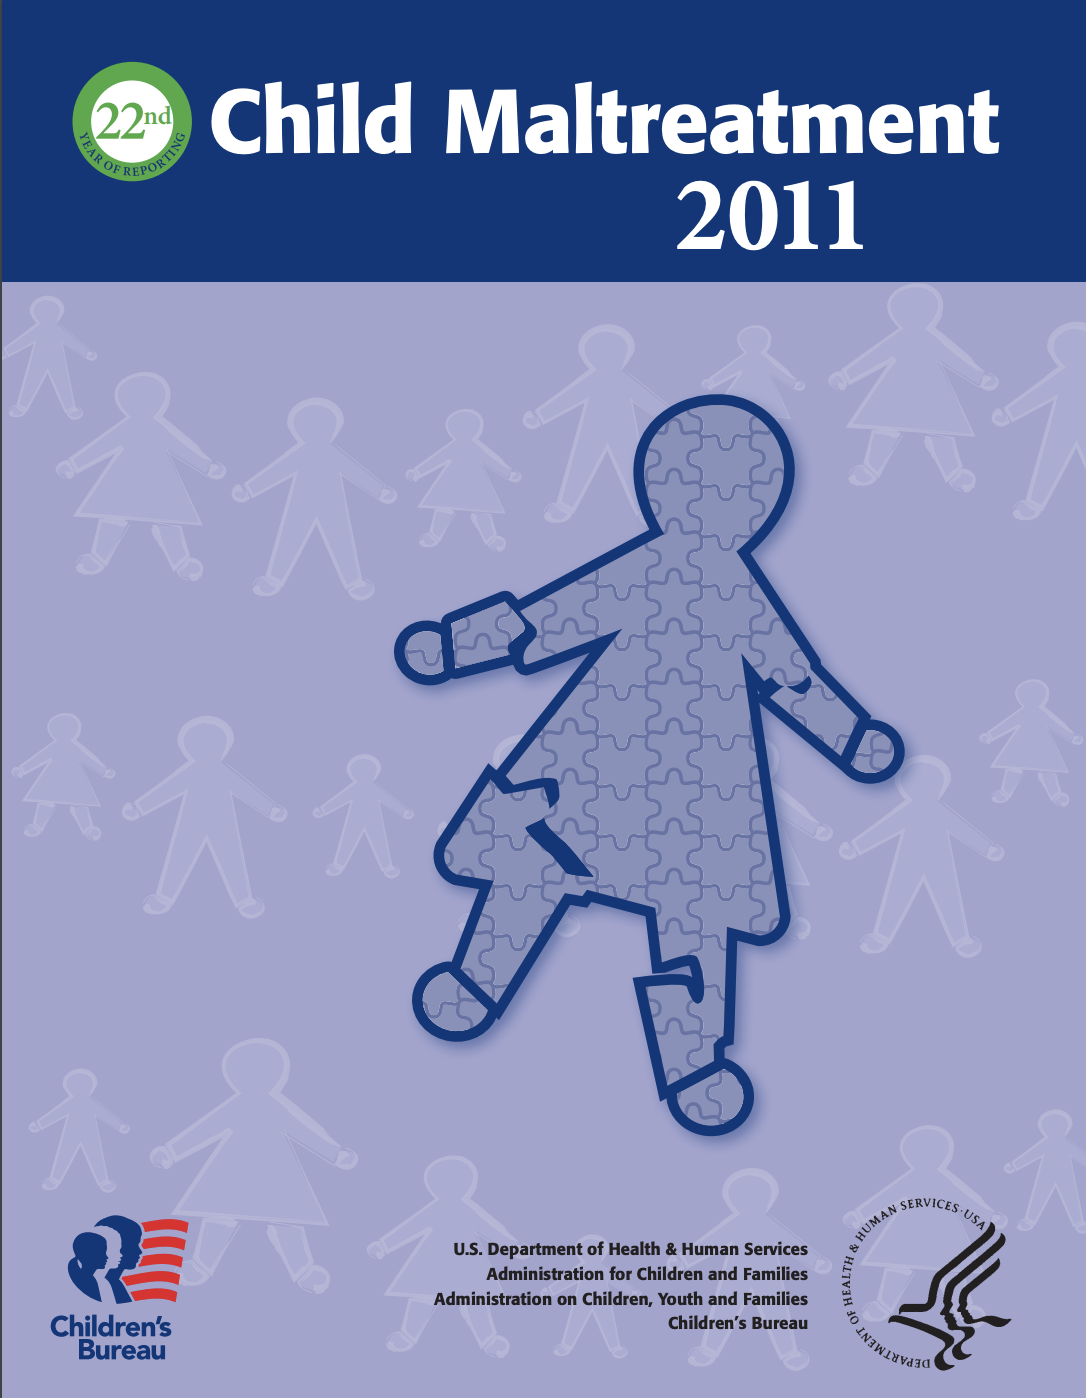 22nd
YEAR OF REPORTING
Child Maltreatment
2011
Children's
Bureau
U.S. Department of Health & Human Services
Administration for Children and Families
Administration on Children, Youth and Families
Children's Bureau
DEPARTMENT OF HEALTH & HUMAN SERVICES · USA